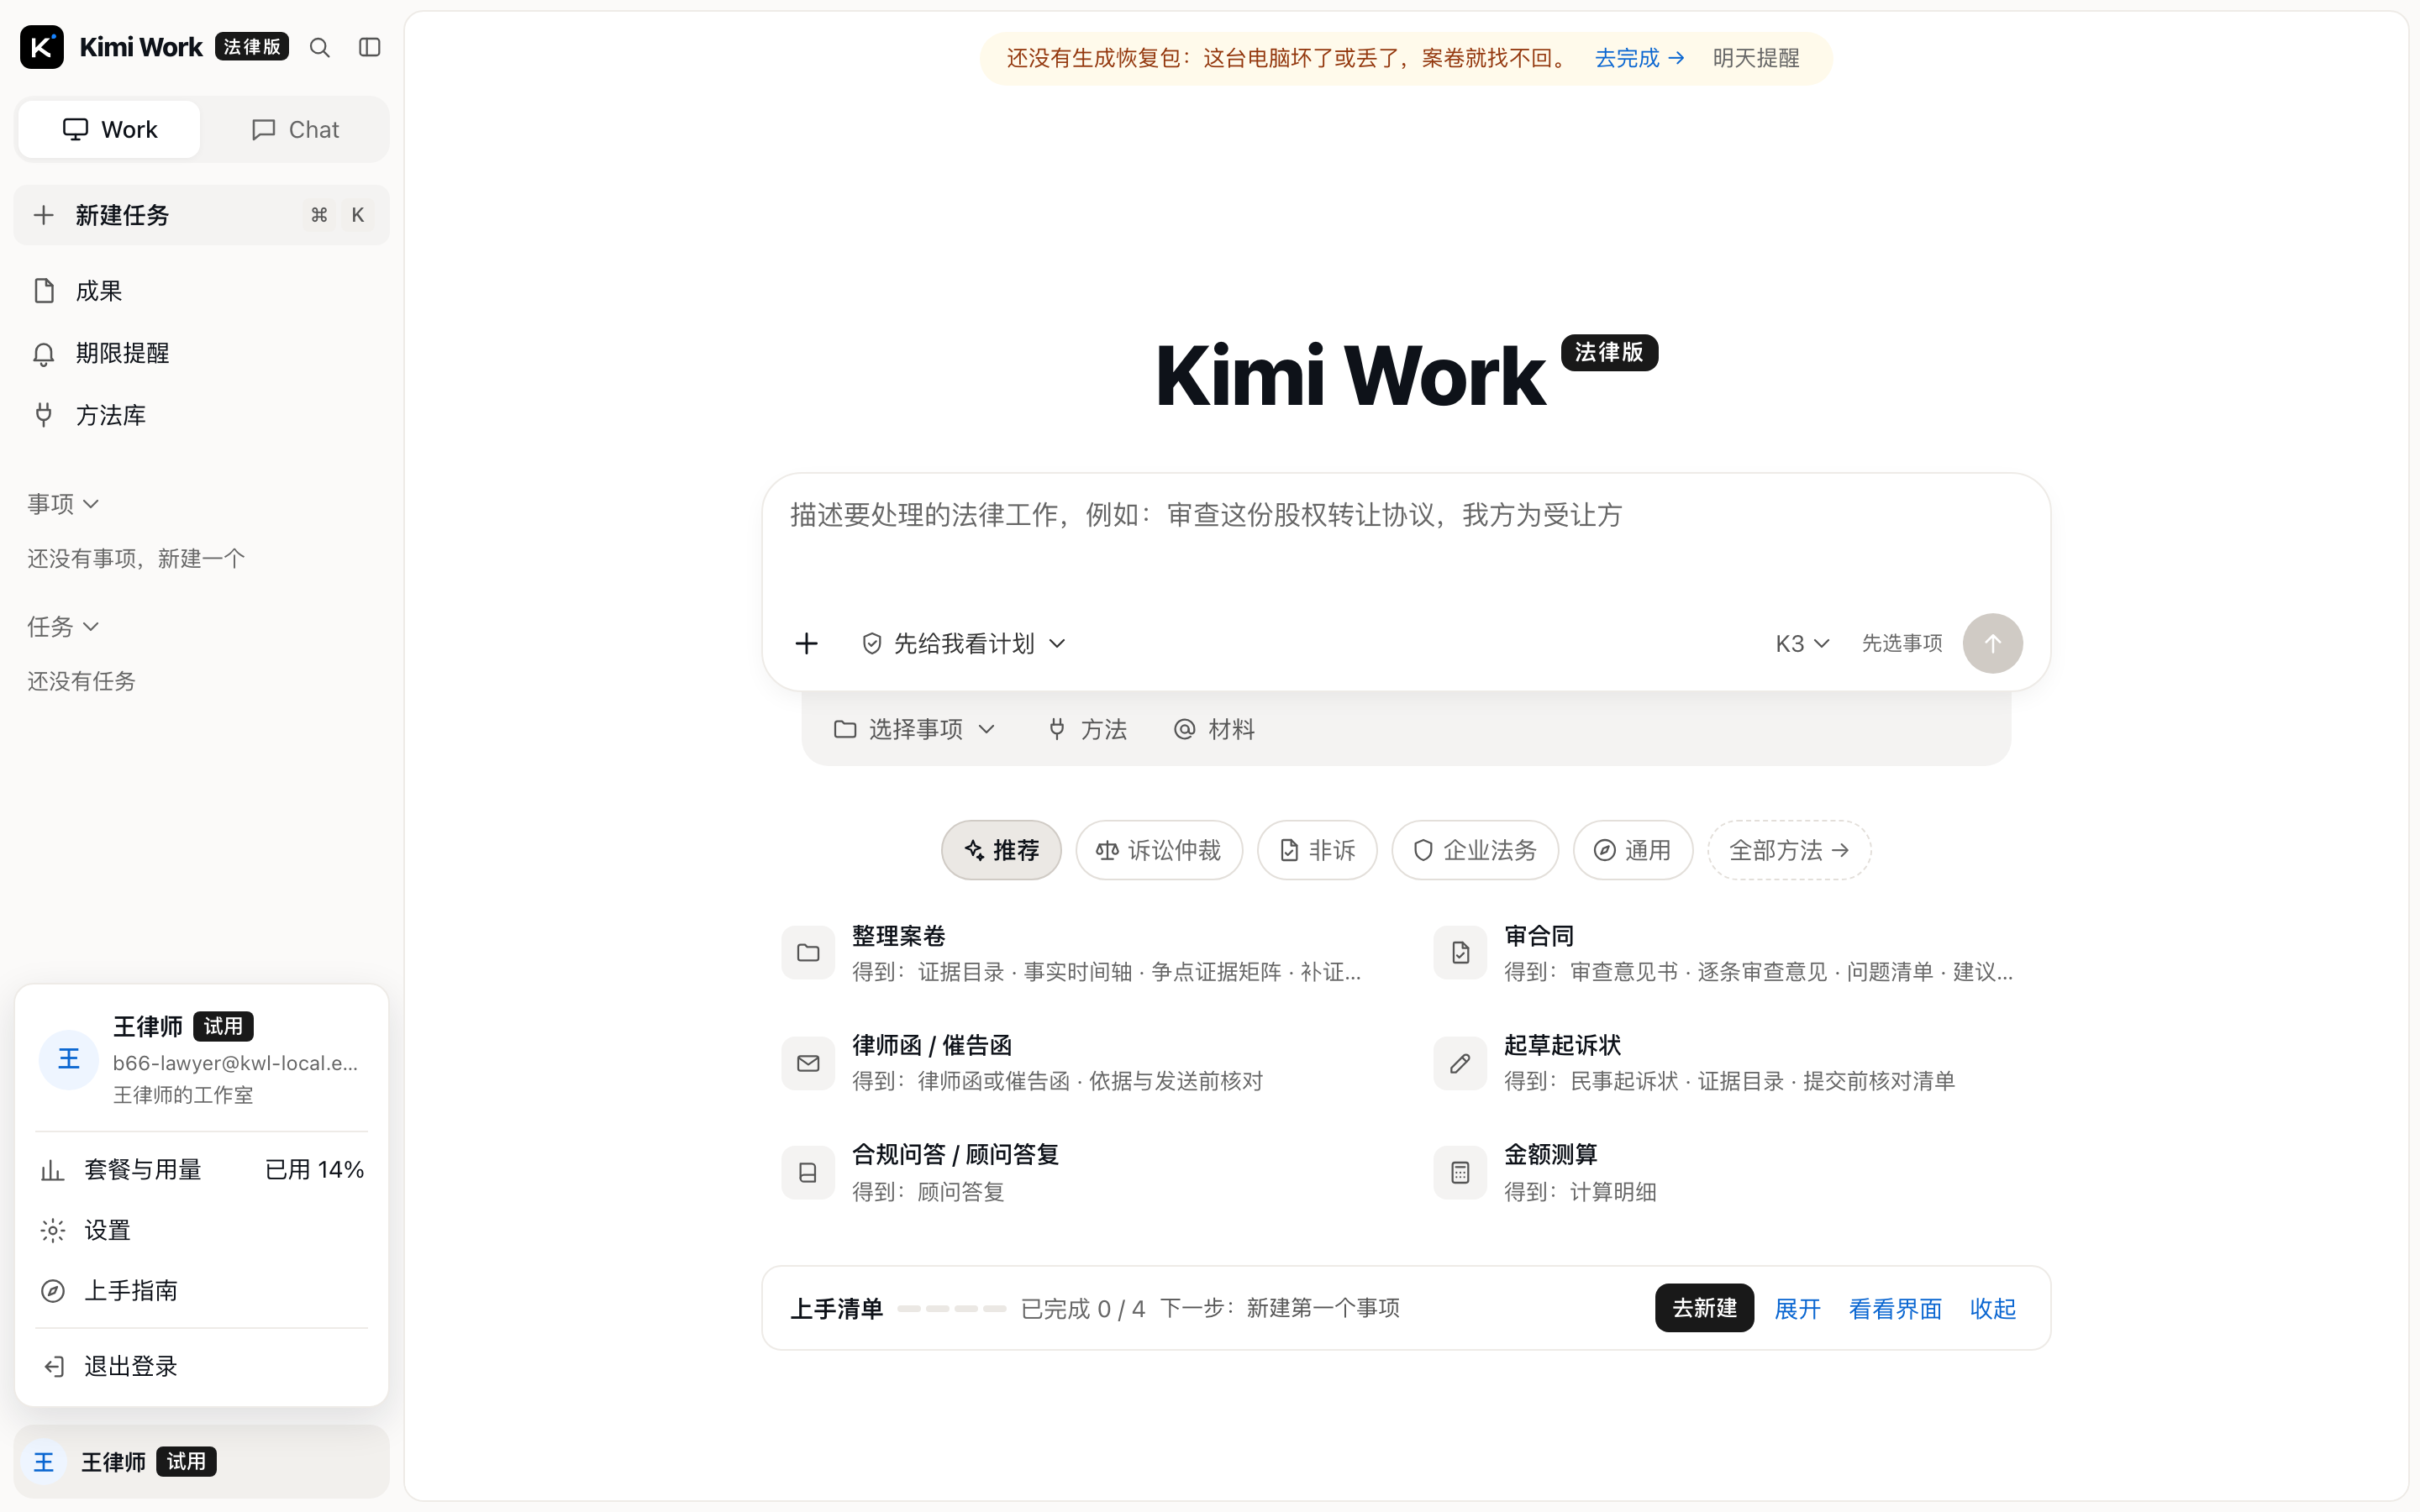 Kimi Work 法律版
Work
Chat
新建任务 ⌘ K
成果
期限提醒
方法库
事项
还没有事项，新建一个
任务
还没有任务
王
王律师 试用
b66-lawyer@kwl-local.e...
王律师的工作室
套餐与用量 已用 14%
设置
上手指南
退出登录
王 王律师 试用
还没有生成恢复包：这台电脑坏了或丢了，案卷就找不回。 去完成 → 明天提醒
Kimi Work 法律版
描述要处理的法律工作，例如：审查这份股权转让协议，我方为受让方
先给我看计划 K3 先选事项
选择事项 方法 材料
推荐 诉讼仲裁 非诉 企业法务 通用 全部方法 →
整理案卷
得到：证据目录 · 事实时间轴 · 争点证据矩阵 · 补证...
审合同
得到：审查意见书 · 逐条审查意见 · 问题清单 · 建议...
律师函 / 催告函
得到：律师函或催告函 · 依据与发送前核对
起草起诉状
得到：民事起诉状 · 证据目录 · 提交前核对清单
合规问答 / 顾问答复
得到：顾问答复
金额测算
得到：计算明细
上手清单 已完成 0 / 4 下一步：新建第一个事项 去新建 展开 看看界面 收起